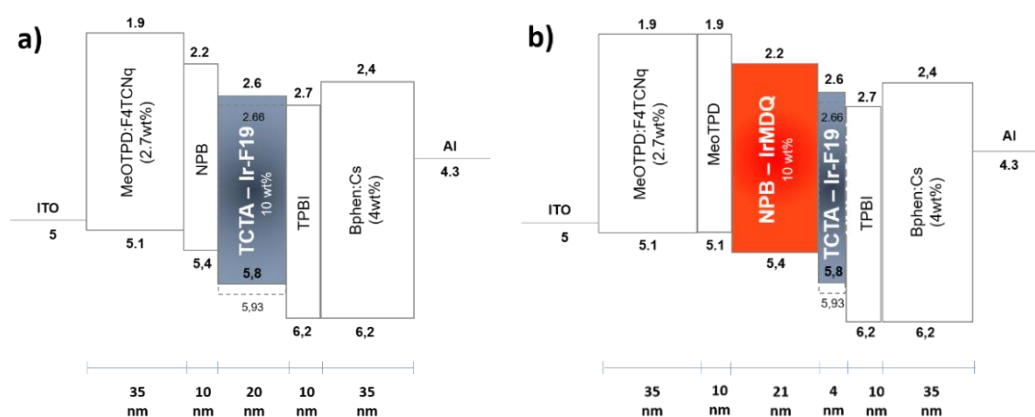 a)
1.9
2.2
2.6
2.66
2.7
2,4
MeOTPD:F4TCNq
(2.7wt%)
NPB
TCTA – Ir-F19
10 wt%
TPBI
Bphen:Cs
(4wt%)
Al
4.3
ITO
5
5.1
5,4
5,8
5,93
6,2
6,2
35
nm
10
nm
20
nm
10
nm
35
nm
b)
1.9
1.9
2.2
2.6
2.66
2.7
2,4
MeOTPD:F4TCNq
(2.7wt%)
MeoTPD
NPB – IrMDQ
10 wt%
TCTA – Ir-F19
TPBI
Bphen:Cs
(4wt%)
Al
4.3
ITO
5
5.1
5.1
5,4
5,8
5,93
6,2
6,2
35
nm
10
nm
21
nm
4
nm
10
nm
35
nm